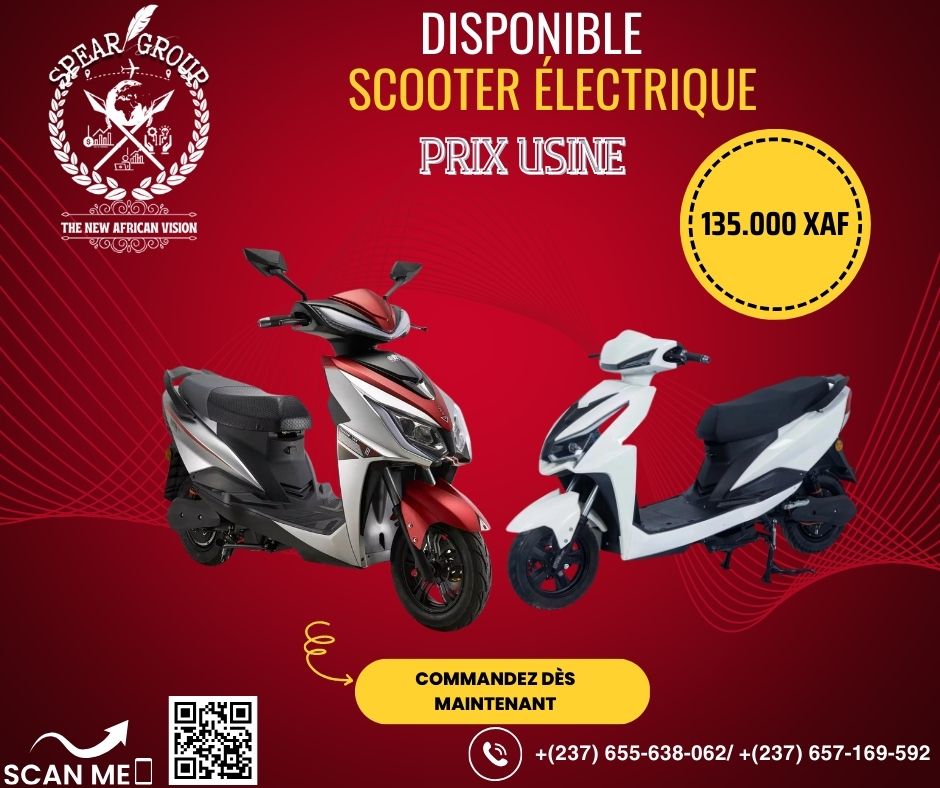 SPEAR GROUP
THE NEW AFRICAN VISION
DISPONIBLE
SCOOTER ÉLECTRIQUE
PRIX USINE
135.000 XAF
COMMANDEZ DÈS
MAINTENANT
SCAN ME
+(237) 655-638-062/ +(237) 657-169-592